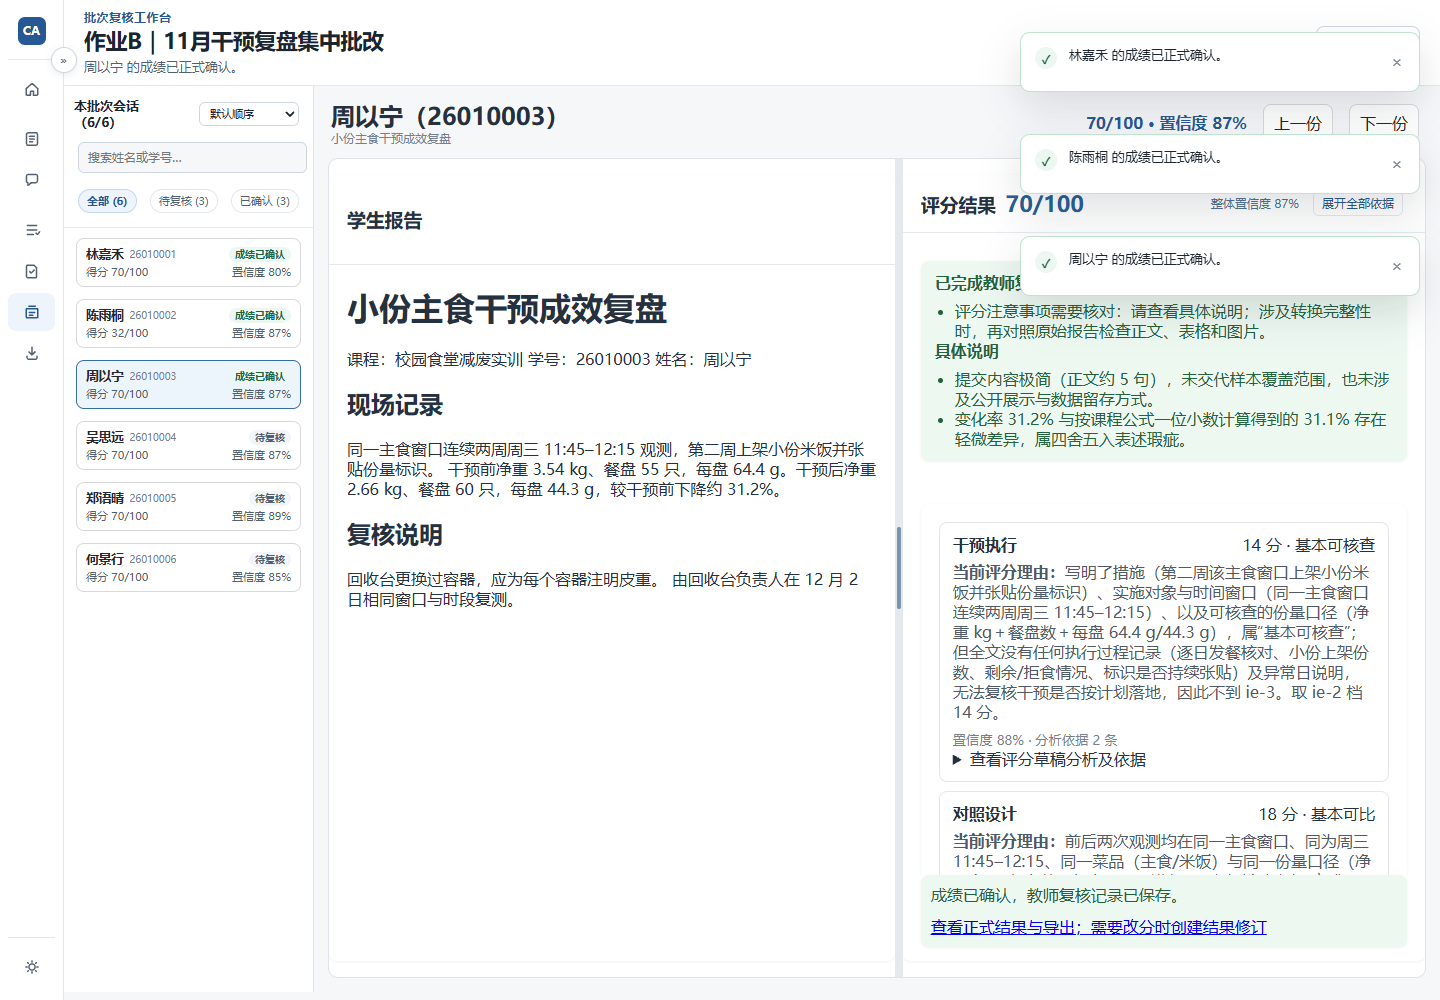 CA
»
批次复核工作台
作业B｜11月干预复盘集中批改
周以宁 的成绩已正式确认。
本批次会话
（6/6）
默认顺序
搜索姓名或学号...
全部 (6)
待复核 (3)
已确认 (3)
林嘉禾 26010001 成绩已确认
得分 70/100 置信度 80%
陈雨桐 26010002 成绩已确认
得分 32/100 置信度 87%
周以宁 26010003 成绩已确认
得分 70/100 置信度 87%
吴思远 26010004 待复核
得分 70/100 置信度 87%
郑语晴 26010005 待复核
得分 70/100 置信度 89%
何景行 26010006 待复核
得分 70/100 置信度 85%
周以宁（26010003）
小份主食干预成效复盘
70/100 • 置信度 87%
上一份
下一份
林嘉禾 的成绩已正式确认。
陈雨桐 的成绩已正式确认。
周以宁 的成绩已正式确认。
学生报告
小份主食干预成效复盘
课程：校园食堂减废实训 学号：26010003 姓名：周以宁
现场记录
同一主食窗口连续两周周三 11:45–12:15 观测，第二周上架小份米饭并张
贴份量标识。 干预前净重 3.54 kg、餐盘 55 只，每盘 64.4 g。干预后净重
2.66 kg、餐盘 60 只，每盘 44.3 g，较干预前下降约 31.2%。
复核说明
回收台更换过容器，应为每个容器注明皮重。 由回收台负责人在 12 月 2
日相同窗口与时段复测。
评分结果 70/100
整体置信度 87%
展开全部依据
已完成教师
评分注意事项需要核对：请查看具体说明；涉及转换完整性
时，再对照原始报告检查正文、表格和图片。
具体说明
提交内容极简（正文约 5 句），未交代样本覆盖范围，也未涉
及公开展示与数据留存方式。
变化率 31.2% 与按课程公式一位小数计算得到的 31.1% 存在
轻微差异，属四舍五入表述瑕疵。
干预执行 14 分 · 基本可核查
当前评分理由：写明了措施（第二周该主食窗口上架小份米
饭并张贴份量标识）、实施对象与时间窗口（同一主食窗口
连续两周周三 11:45–12:15）、以及可核查的份量口径（净
重 kg＋餐盘数＋每盘 64.4 g/44.3 g），属“基本可核查”；
但全文没有任何执行过程记录（逐日发餐核对、小份上架份
数、剩余/拒食情况、标识是否持续张贴）及异常日说明，
无法复核干预是否按计划落地，因此不到 ie-3。取 ie-2 档
14 分。
置信度 88% · 分析依据 2 条
▶ 查看评分草稿分析及依据
对照设计 18 分 · 基本可比
当前评分理由：前后两次观测均在同一主食窗口、同为周三
11:45–12:15、同一菜品（主食/米饭）与同一份量口径（净
成绩已确认，教师复核记录已保存。
查看正式结果与导出；需要改分时创建结果修订